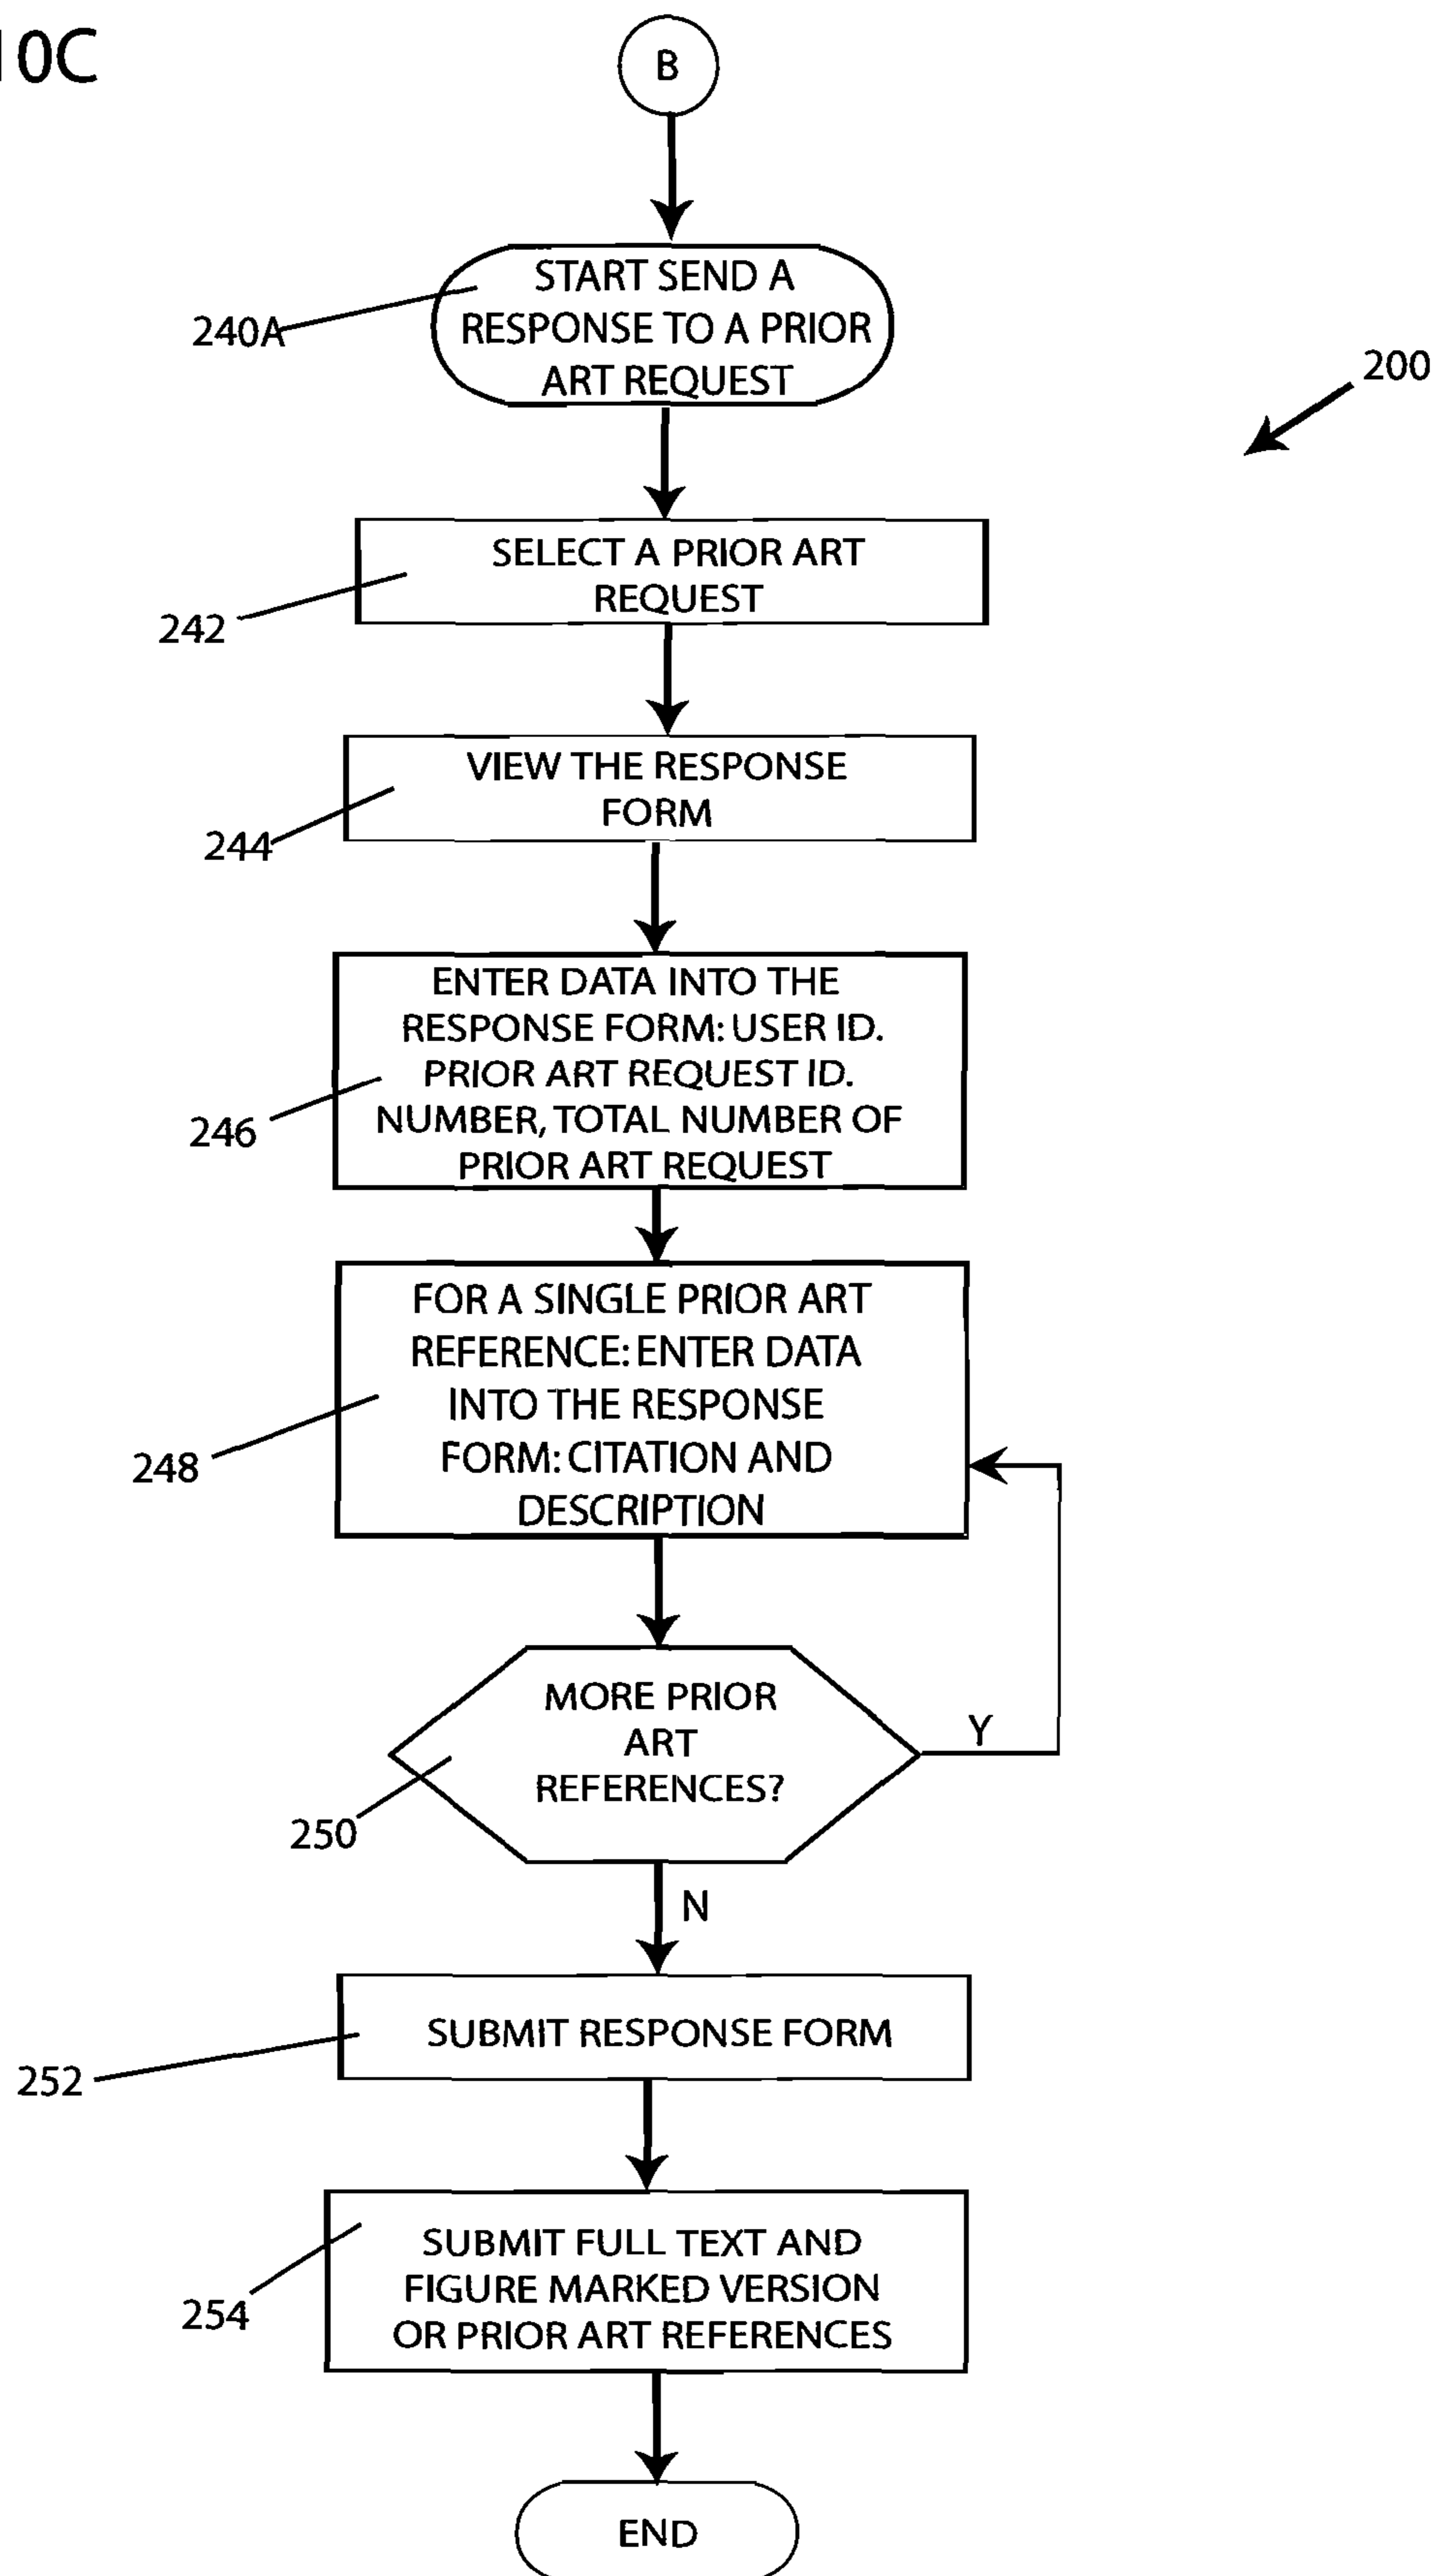 10C
B
START SEND A
RESPONSE TO A PRIOR
ART REQUEST
240A
200
SELECT A PRIOR ART
REQUEST
242
VIEW THE RESPONSE
FORM
244
ENTER DATA INTO THE
RESPONSE FORM: USER ID.
PRIOR ART REQUEST ID.
NUMBER, TOTAL NUMBER OF
PRIOR ART REQUEST
246
FOR A SINGLE PRIOR ART
REFERENCE: ENTER DATA
INTO THE RESPONSE
FORM: CITATION AND
DESCRIPTION
248
MORE PRIOR
ART
REFERENCES?
Y
250
N
SUBMIT RESPONSE FORM
252
SUBMIT FULL TEXT AND
FIGURE MARKED VERSION
OR PRIOR ART REFERENCES
254
END